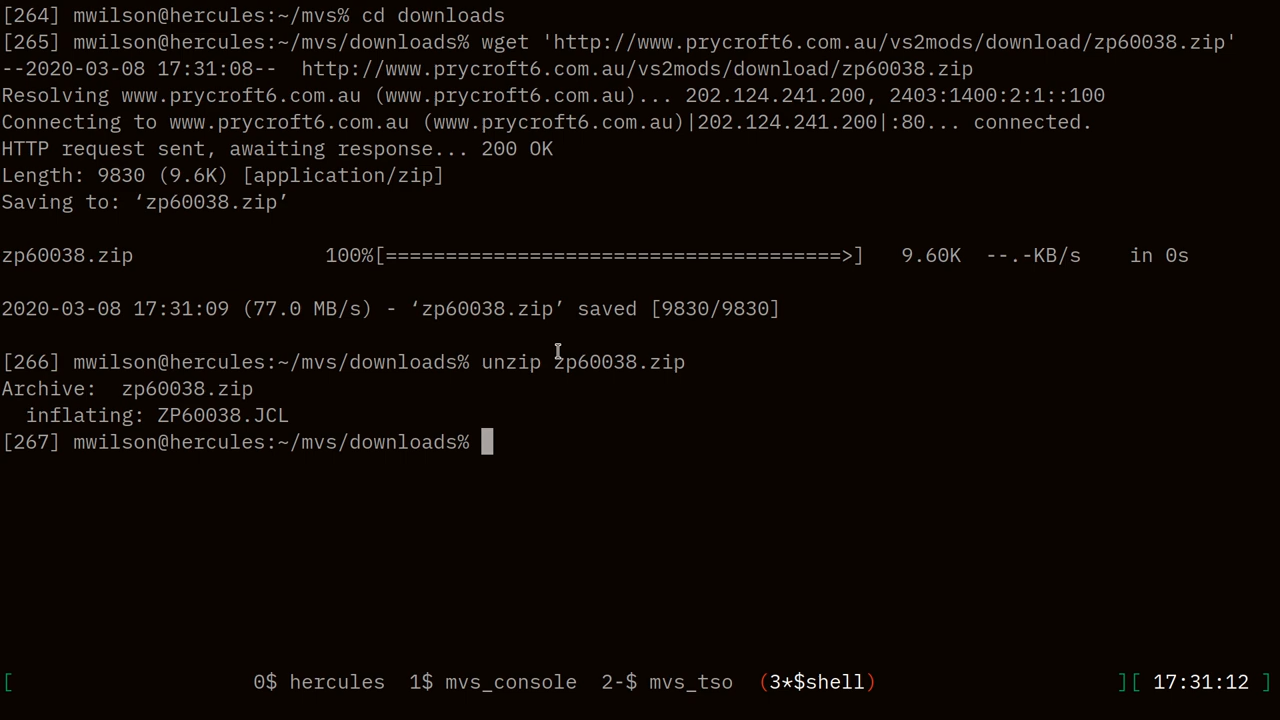 [264] mwilson@hercules:~/mvs% cd downloads
[265] mwilson@hercules:~/mvs/downloads% wget 'http://www.prycroft6.com.au/vs2mods/download/zp60038.zip'
--2020-03-08 17:31:08--  http://www.prycroft6.com.au/vs2mods/download/zp60038.zip
Resolving www.prycroft6.com.au (www.prycroft6.com.au)... 202.124.241.200, 2403:1400:2:1::100
Connecting to www.prycroft6.com.au (www.prycroft6.com.au)|202.124.241.200|:80... connected.
HTTP request sent, awaiting response... 200 OK
Length: 9830 (9.6K) [application/zip]
Saving to: ‘zp60038.zip’
zp60038.zip                100%[======================================>]   9.60K  --.-KB/s    in 0s
2020-03-08 17:31:09 (77.0 MB/s) - ‘zp60038.zip’ saved [9830/9830]
[266] mwilson@hercules:~/mvs/downloads% unzip zp60038.zip
Archive:  zp60038.zip
  inflating: ZP60038.JCL
[267] mwilson@hercules:~/mvs/downloads%
[                    0$ hercules  1$ mvs_console  2-$ mvs_tso  (3*$shell)                    ][ 17:31:12 ]